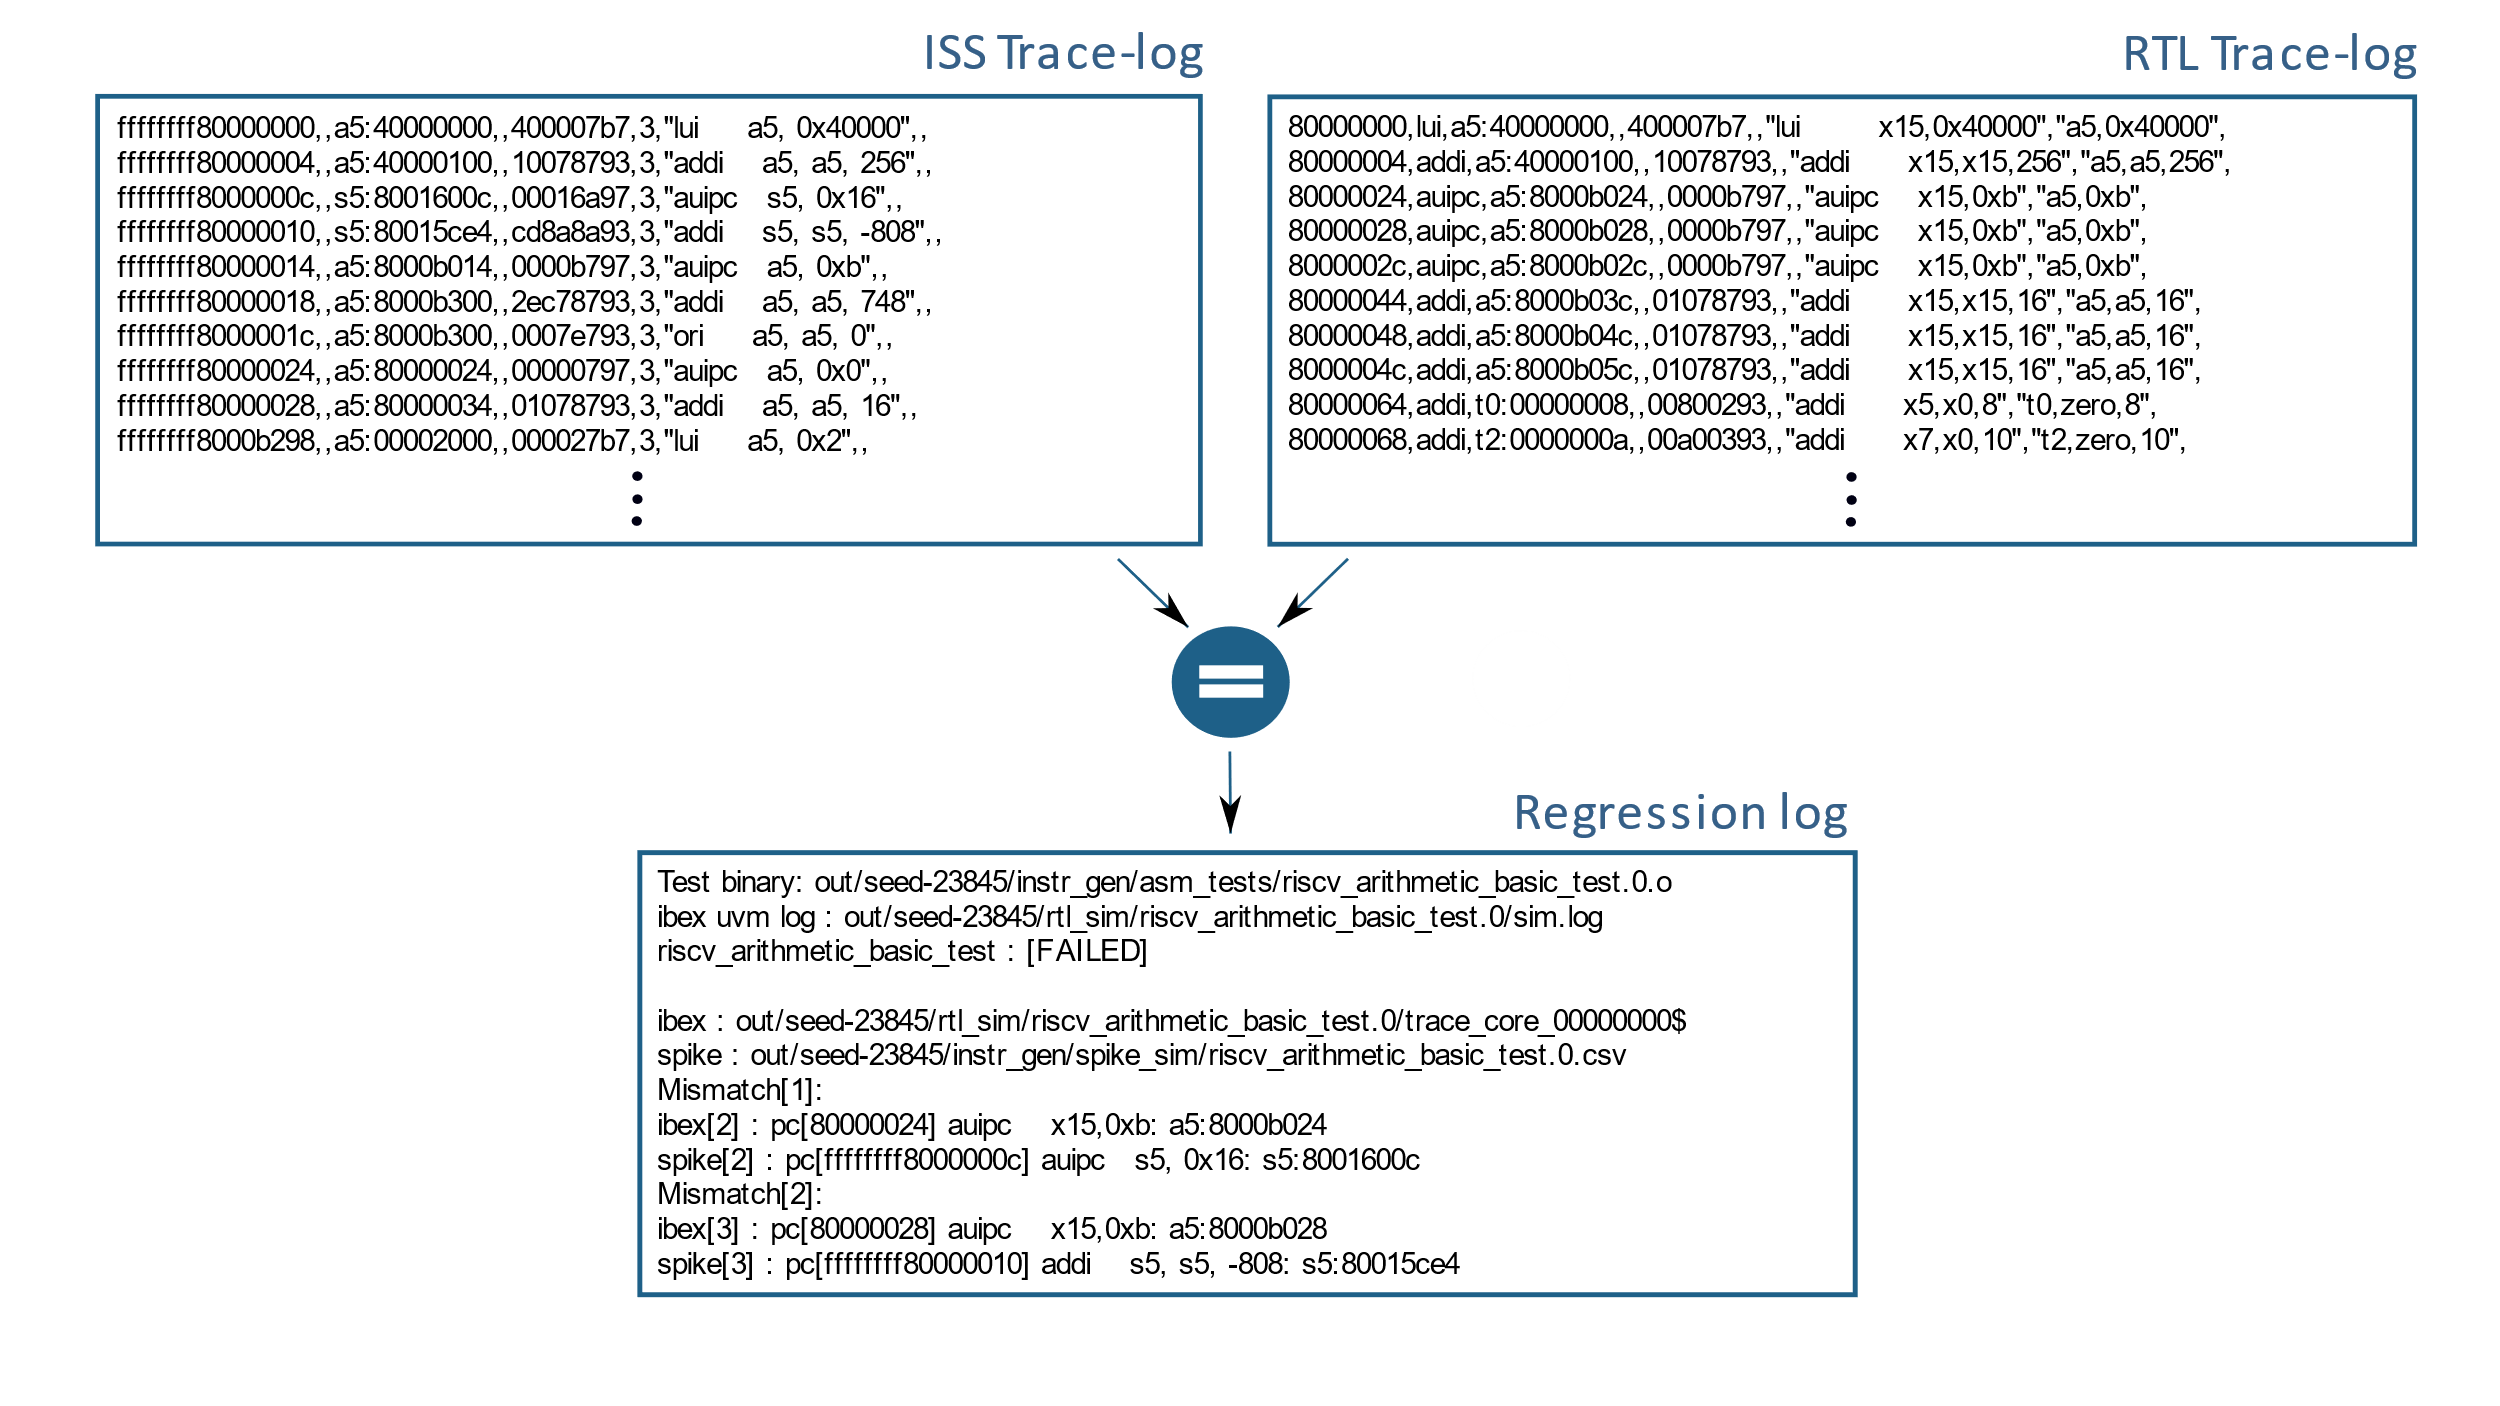 ISS Trace-log
ffffffff80000000,,a5:40000000,,400007b7,3,"lui     a5, 0x40000",,
ffffffff80000004,,a5:40000100,,10078793,3,"addi    a5, a5, 256",,
ffffffff8000000c,,s5:8001600c,,00016a97,3,"auipc   s5, 0x16",,
ffffffff80000010,,s5:80015ce4,,cd8a8a93,3,"addi    s5, s5, -808",,
ffffffff80000014,,a5:8000b014,,0000b797,3,"auipc   a5, 0xb",,
ffffffff80000018,,a5:8000b300,,2ec78793,3,"addi    a5, a5, 748",,
ffffffff8000001c,,a5:8000b300,,0007e793,3,"ori     a5, a5, 0",,
ffffffff80000024,,a5:80000024,,00000797,3,"auipc   a5, 0x0",,
ffffffff80000028,,a5:80000034,,01078793,3,"addi    a5, a5, 16",,
ffffffff8000b298,,a5:00002000,,000027b7,3,"lui     a5, 0x2",,
RTL Trace-log
80000000,lui,a5:40000000,,400007b7,,"lui        x15,0x40000","a5,0x40000",
80000004,addi,a5:40000100,,10078793,,"addi      x15,x15,256","a5,a5,256",
80000024,auipc,a5:8000b024,,0000b797,,"auipc    x15,0xb","a5,0xb",
80000028,auipc,a5:8000b028,,0000b797,,"auipc    x15,0xb","a5,0xb",
8000002c,auipc,a5:8000b02c,,0000b797,,"auipc    x15,0xb","a5,0xb",
80000044,addi,a5:8000b03c,,01078793,,"addi      x15,x15,16","a5,a5,16",
80000048,addi,a5:8000b04c,,01078793,,"addi      x15,x15,16","a5,a5,16",
8000004c,addi,a5:8000b05c,,01078793,,"addi      x15,x15,16","a5,a5,16",
80000064,addi,t0:00000008,,00800293,,"addi      x5,x0,8","t0,zero,8",
80000068,addi,t2:0000000a,,00a00393,,"addi      x7,x0,10","t2,zero,10",
=
Regression log
Test binary: out/seed-23845/instr_gen/asm_tests/riscv_arithmetic_basic_test.0.o
ibex uvm log : out/seed-23845/rtl_sim/riscv_arithmetic_basic_test.0/sim.log
riscv_arithmetic_basic_test : [FAILED]
ibex : out/seed-23845/rtl_sim/riscv_arithmetic_basic_test.0/trace_core_00000000$
spike : out/seed-23845/instr_gen/spike_sim/riscv_arithmetic_basic_test.0.csv
Mismatch[1]:
ibex[2] : pc[80000024] auipc    x15,0xb: a5:8000b024
spike[2] : pc[ffffffff8000000c] auipc   s5, 0x16: s5:8001600c
Mismatch[2]:
ibex[3] : pc[80000028] auipc    x15,0xb: a5:8000b028
spike[3] : pc[ffffffff80000010] addi    s5, s5, -808: s5:80015ce4